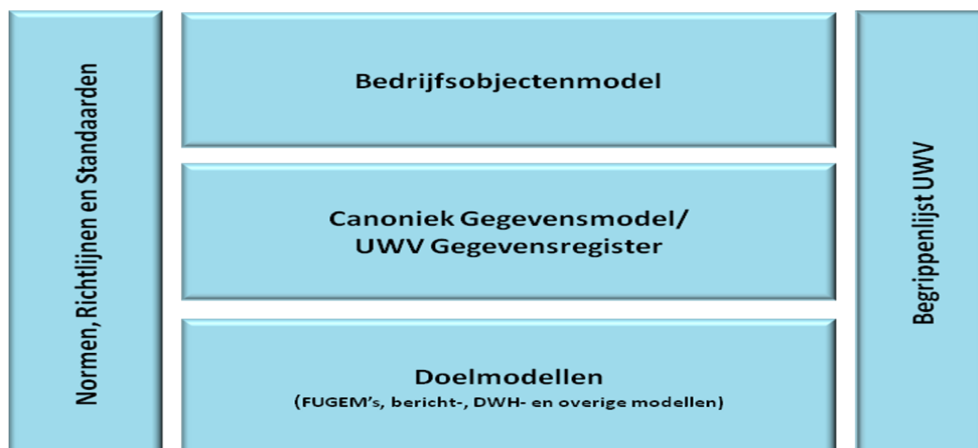 Normen, Richtlijnen en Standaarden
Bedrijfsobjectenmodel
Canoniek Gegevensmodel/
UWV Gegevensregister
Doelmodellen
(FUGEM's, bericht-, DWH- en overige modellen)
Begrippenlijst UWV